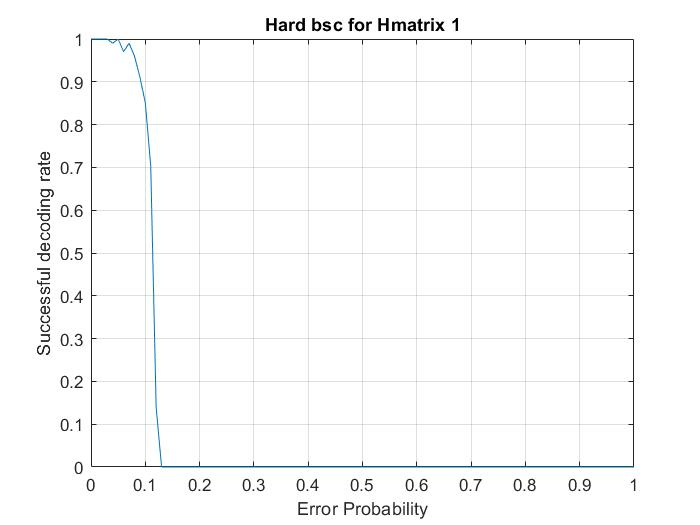 Hard bsc for Hmatrix 1
Successful decoding rate
1
0.9
0.8
0.7
0.6
0.5
0.4
0.3
0.2
0.1
0
0 0.1 0.2 0.3 0.4 0.5 0.6 0.7 0.8 0.9 1
Error Probability